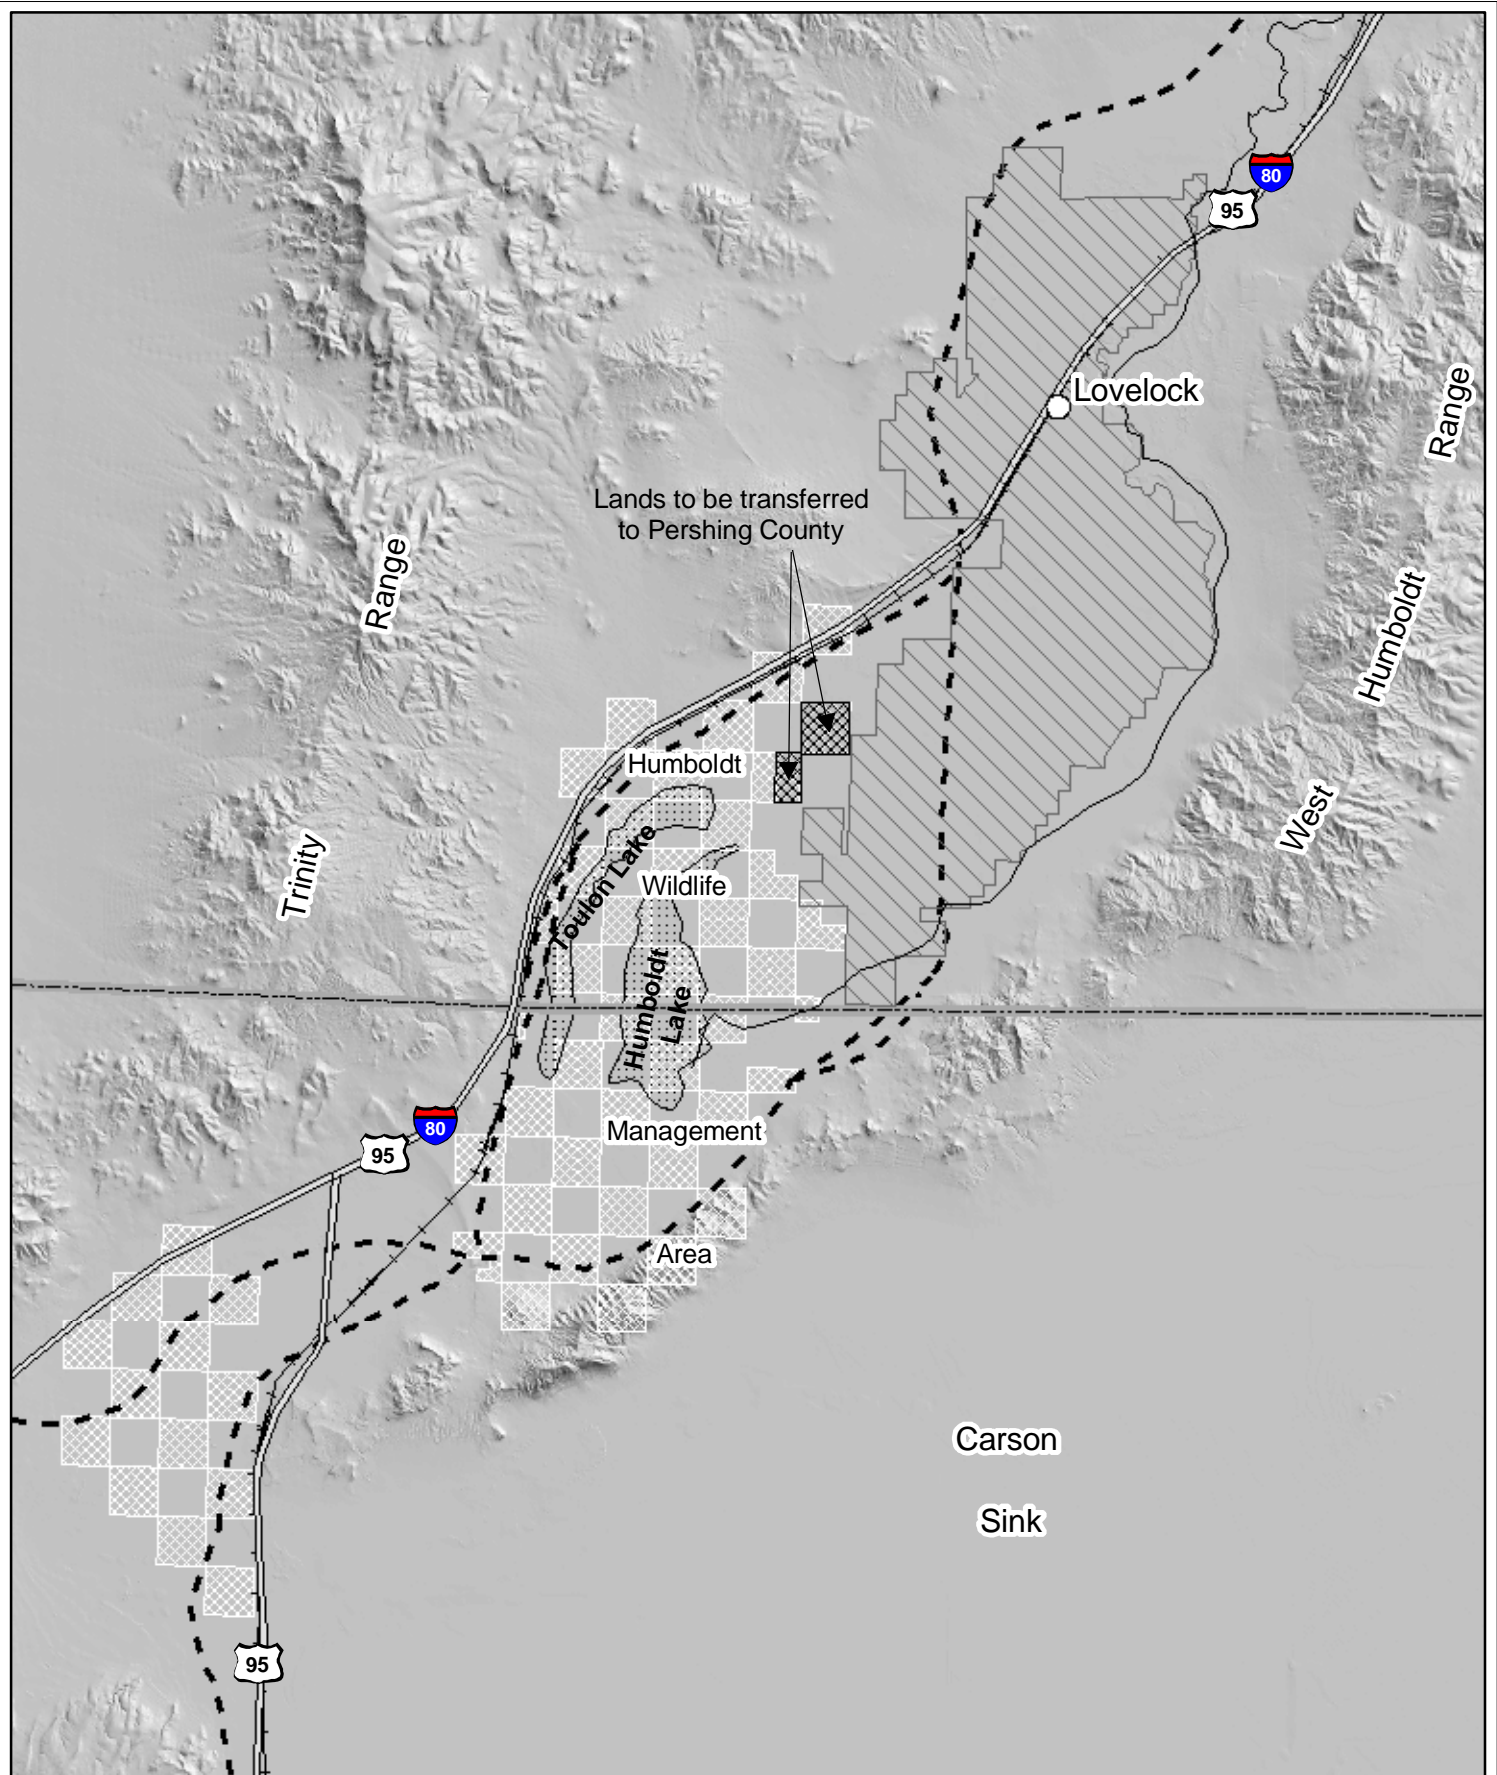 80
95
Lovelock
Range
Lands to be transferred
to Pershing County
Range
Humboldt
Humboldt
West
Trinity
Toulon Lake
Wildlife
Humboldt
Lake
80
95
Management
Area
Carson
Sink
95